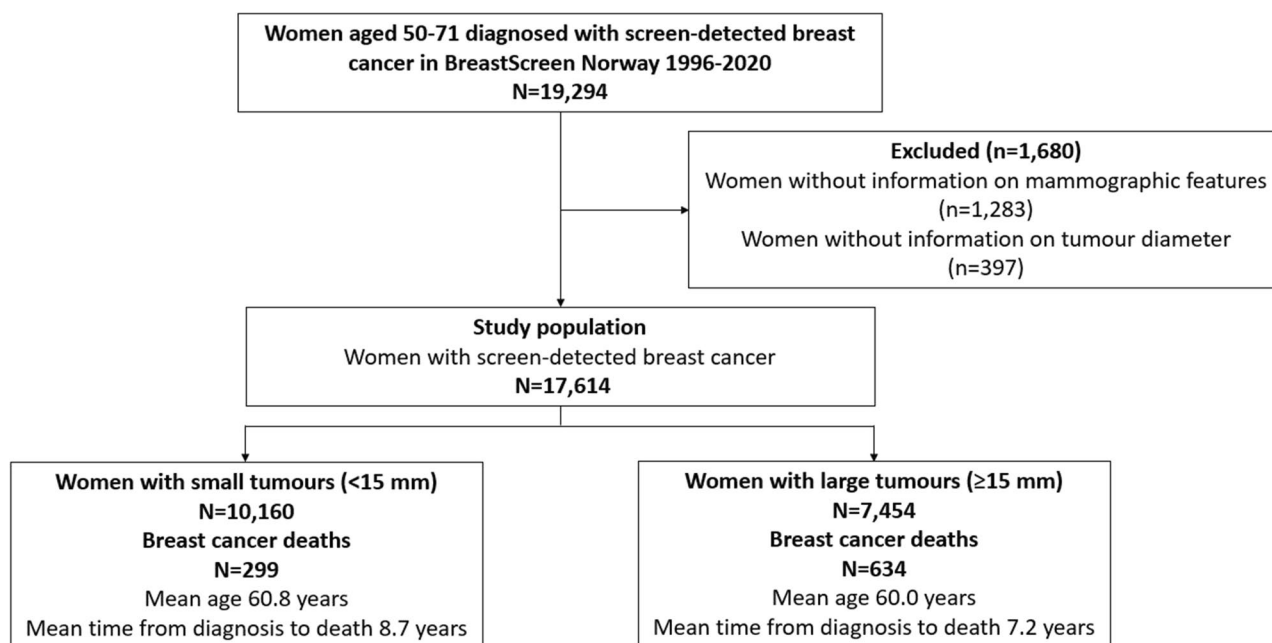 Women aged 50-71 diagnosed with screen-detected breast
cancer in BreastScreen Norway 1996-2020
N=19,294
Excluded (n=1,680)
Women without information on mammographic features
(n=1,283)
Women without information on tumour diameter
(n=397)
Study population
Women with screen-detected breast cancer
N=17,614
Women with small tumours (<15 mm)
N=10,160
Breast cancer deaths
N=299
Mean age 60.8 years
Mean time from diagnosis to death 8.7 years
Women with large tumours (≥15 mm)
N=7,454
Breast cancer deaths
N=634
Mean age 60.0 years
Mean time from diagnosis to death 7.2 years